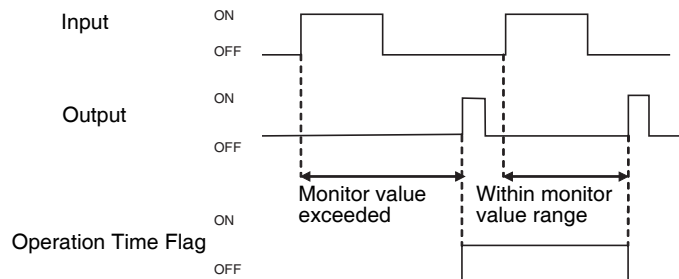 Input
ON
OFF
Output
ON
OFF
Monitor value
exceeded
Within monitor
value range
Operation Time Flag
ON
OFF